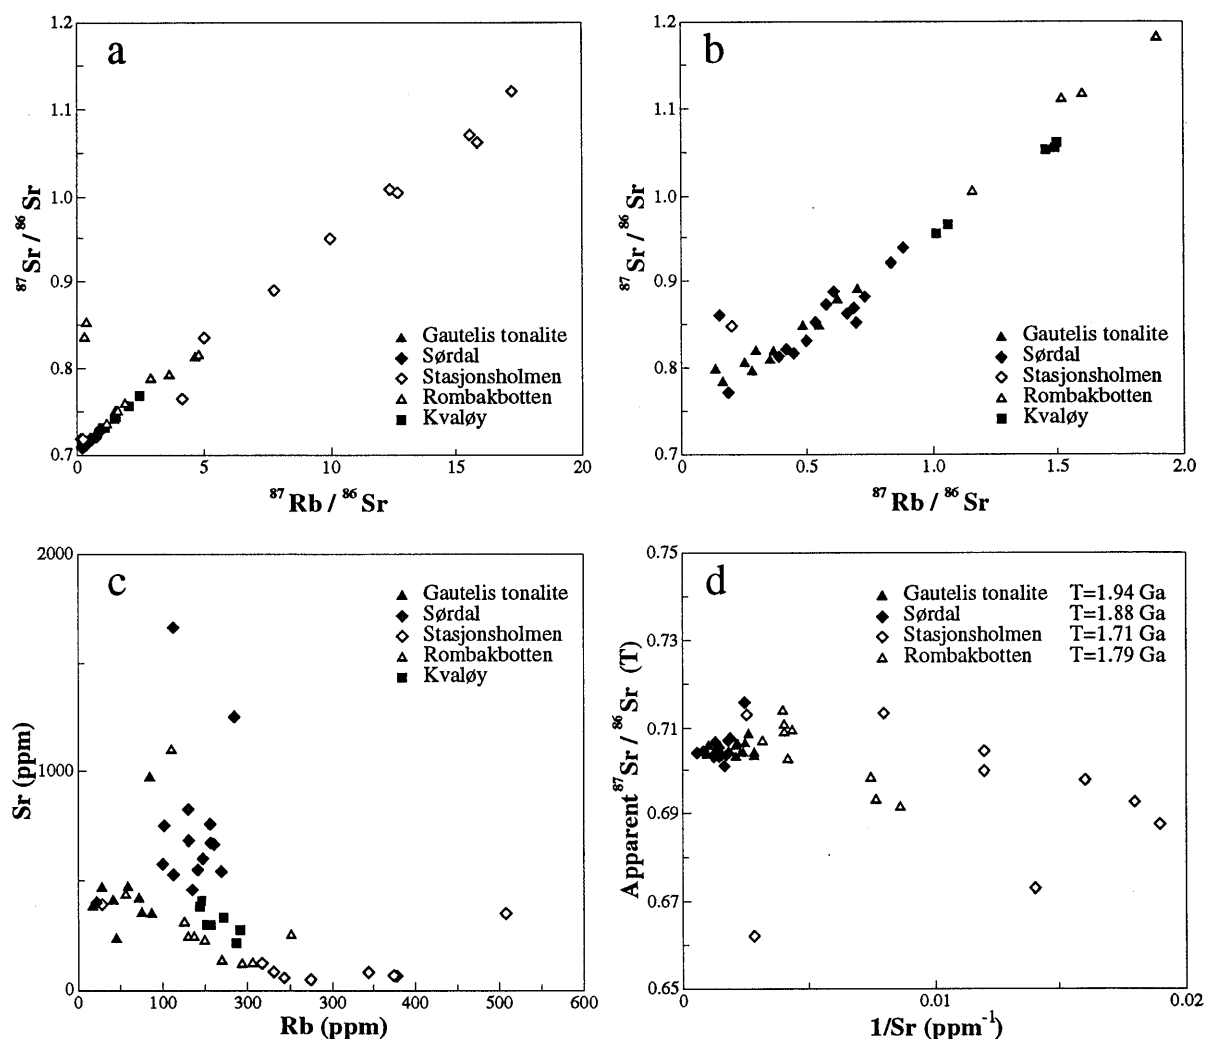 a
1.2
1.1
1.0
0.9
0.8
0.7
0
5
10
15
20
87Sr / 86Sr
87Rb / 86Sr
Gautelis tonalite
Sørdal
Stasjonsholmen
Rombakbotten
Kvaløy
b
1.2
1.1
1.0
0.9
0.8
0.7
0
0.5
1.0
1.5
2.0
87Sr / 86Sr
87Rb / 86Sr
Gautelis tonalite
Sørdal
Stasjonsholmen
Rombakbotten
Kvaløy
c
2000
1000
0
0
100
300
300
400
600
600
Sr (ppm)
Rb (ppm)
Gautelis tonalite
Sørdal
Stasjonsholmen
Rombakbotten
Kvaløy
d
0.75
0.73
0.71
0.69
0.67
0.65
0
0.01
0.02
Apparent 87Sr / 86Sr (T)
1/Sr (ppm-1)
Gautelis tonalite T=1.94 Ga
Sørdal T=1.88 Ga
Stasjonsholmen T=1.71 Ga
Rombakbotten T=1.79 Ga